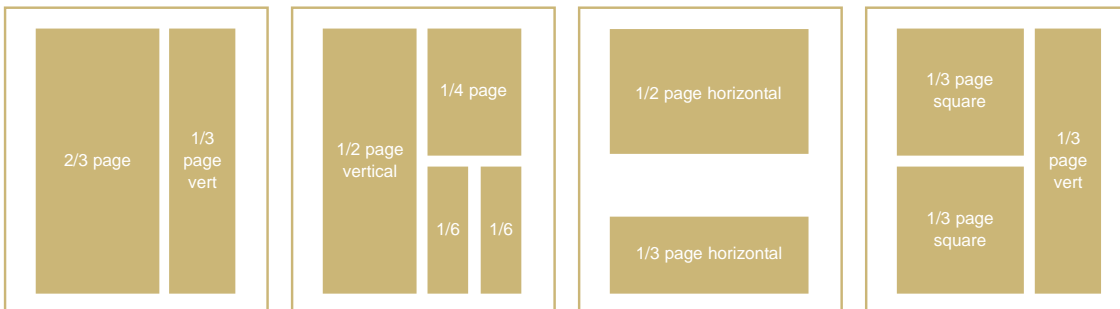 2/3 page
1/3
page
vert
1/2 page
vertical
1/4 page
1/6
1/6
1/2 page horizontal
1/3 page horizontal
1/3 page
square
1/3 page
square
1/3
page
vert